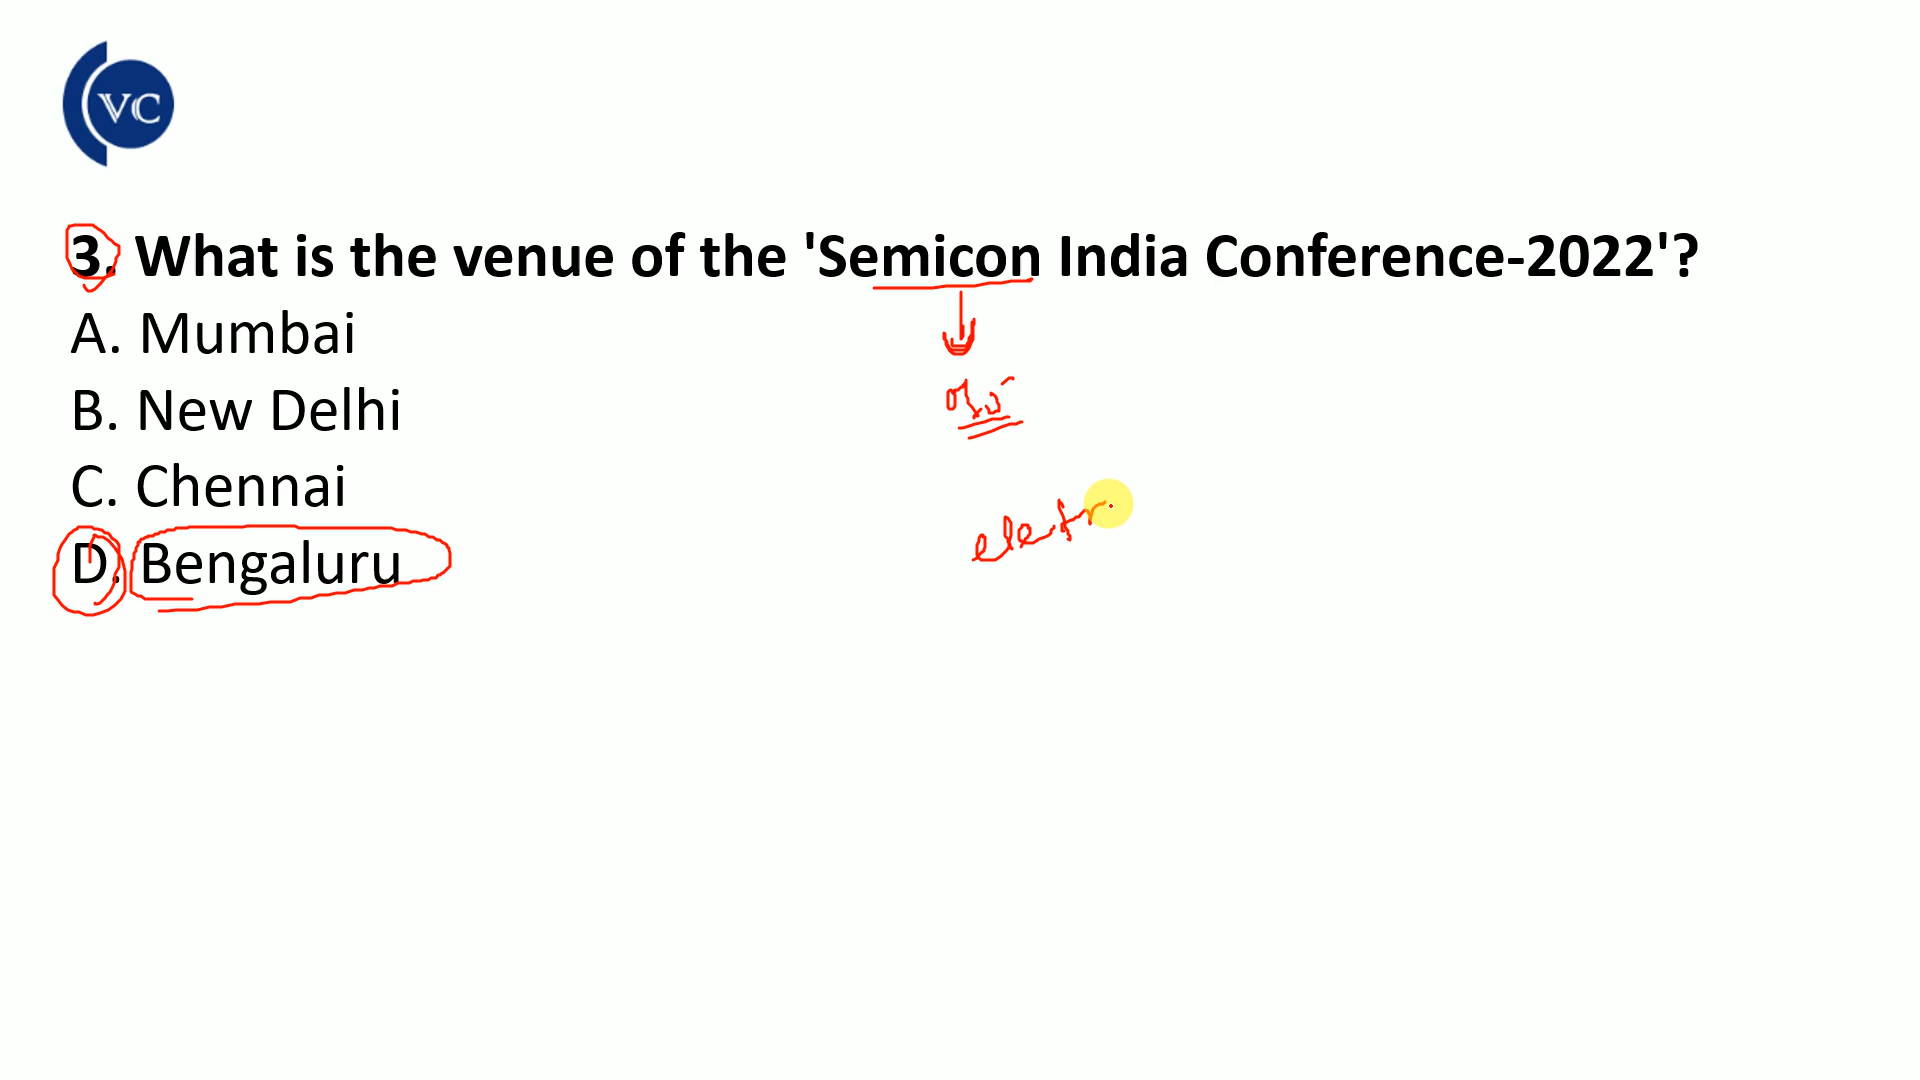 VC
3. What is the venue of the 'Semicon India Conference-2022'?
A. Mumbai
B. New Delhi
C. Chennai
D. Bengaluru